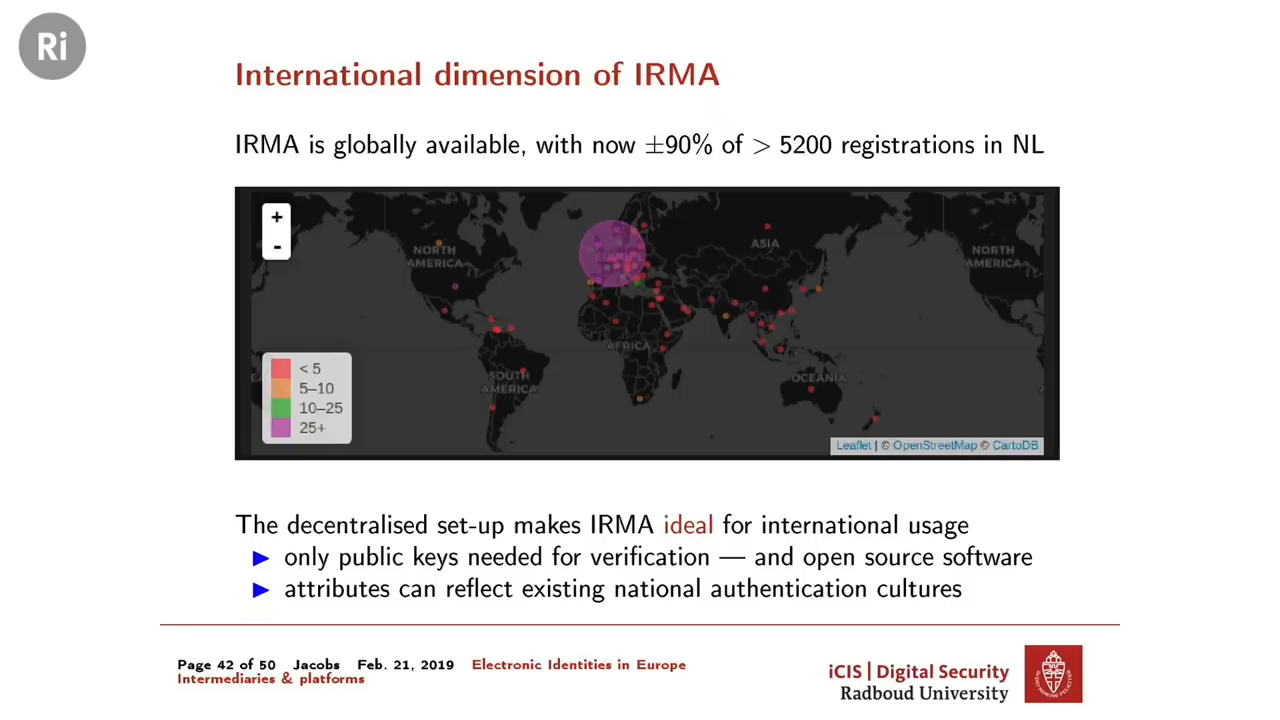 Ri
International dimension of IRMA
IRMA is globally available, with now ±90% of > 5200 registrations in NL
+
-
NORTH
AMERICA
EUROPE
ASIA
NORTH
AMERICA
AFRICA
SOUTH
AMERICA
OCEANIA
< 5
5–10
10–25
25+
Leaflet | © OpenStreetMap © CartoDB
The decentralised set-up makes IRMA ideal for international usage
▶ only public keys needed for verification — and open source software
▶ attributes can reflect existing national authentication cultures
Page 42 of 50 Jacobs Feb. 21, 2019 Electronic Identities in Europe
Intermediaries & platforms
iCIS | Digital Security
Radboud University